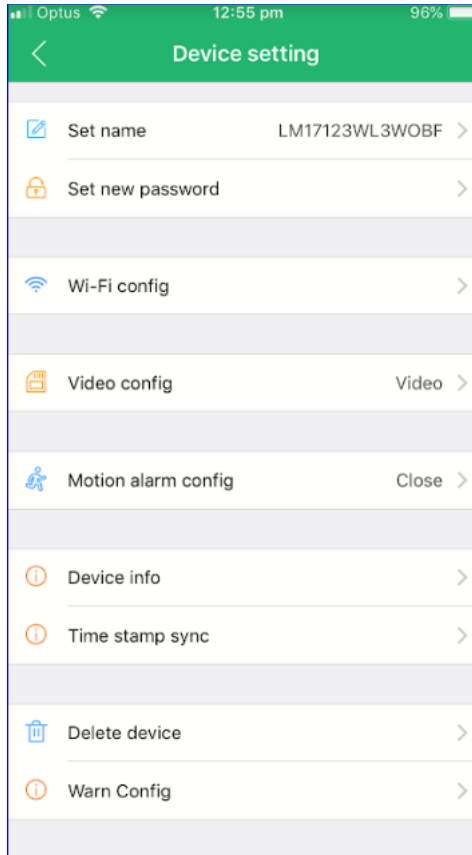 Optus 12:55 pm 96%
Device setting
Set name LM17123WL3WOBF
Set new password
Wi-Fi config
Video config Video
Motion alarm config Close
Device info
Time stamp sync
Delete device
Warn Config